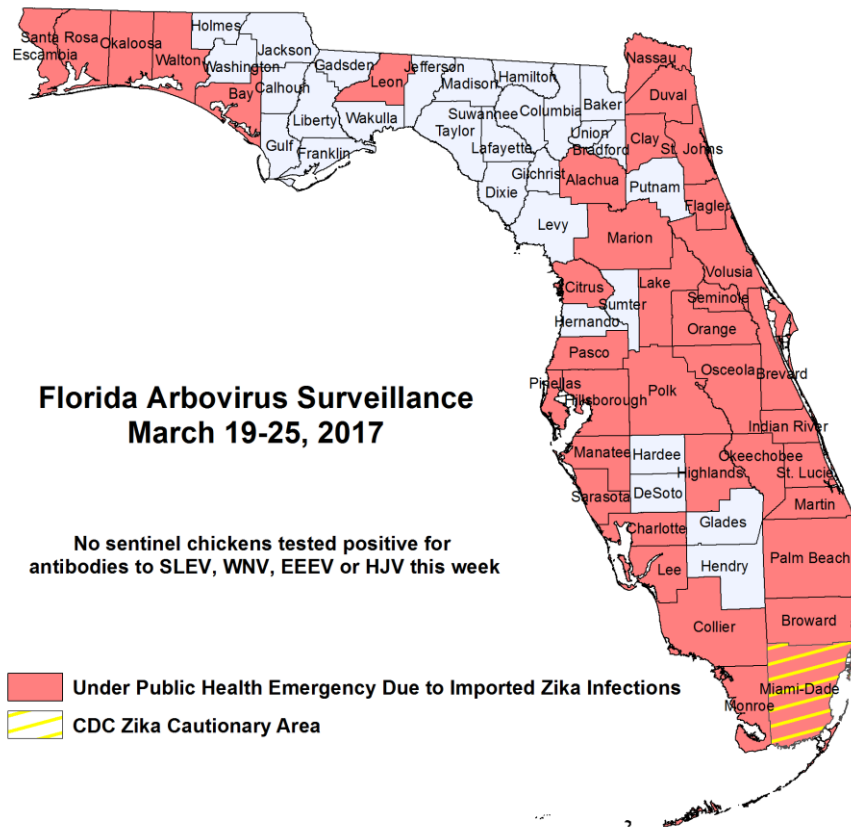 Holmes
Santa Rosa
Escambia
Okaloosa
Walton
Washington
Jackson
Bay
Calhoun
Gadsden
Leon
Jefferson
Liberty
Wakulla
Gulf
Franklin
Madison
Hamilton
Suwannee
Taylor
Lafayette
Columbia
Baker
Union
Bradford
Nassau
Duval
Clay
St. Johns
Gilchrist
Alachua
Putnam
Dixie
Flagler
Levy
Marion
Volusia
Citrus
Lake
Sumter
Seminole
Hernando
Orange
Pasco
Osceola
Brevard
Pinellas
Hillsborough
Polk
Florida Arbovirus Surveillance
March 19-25, 2017
Indian River
Manatee
Hardee
Okeechobee
Highlands
St. Lucie
Sarasota
DeSoto
Martin
Charlotte
Glades
No sentinel chickens tested positive for
antibodies to SLEV, WNV, EEEV or HJV this week
Lee
Hendry
Palm Beach
Collier
Broward
Under Public Health Emergency Due to Imported Zika Infections
Miami-Dade
Monroe
CDC Zika Cautionary Area